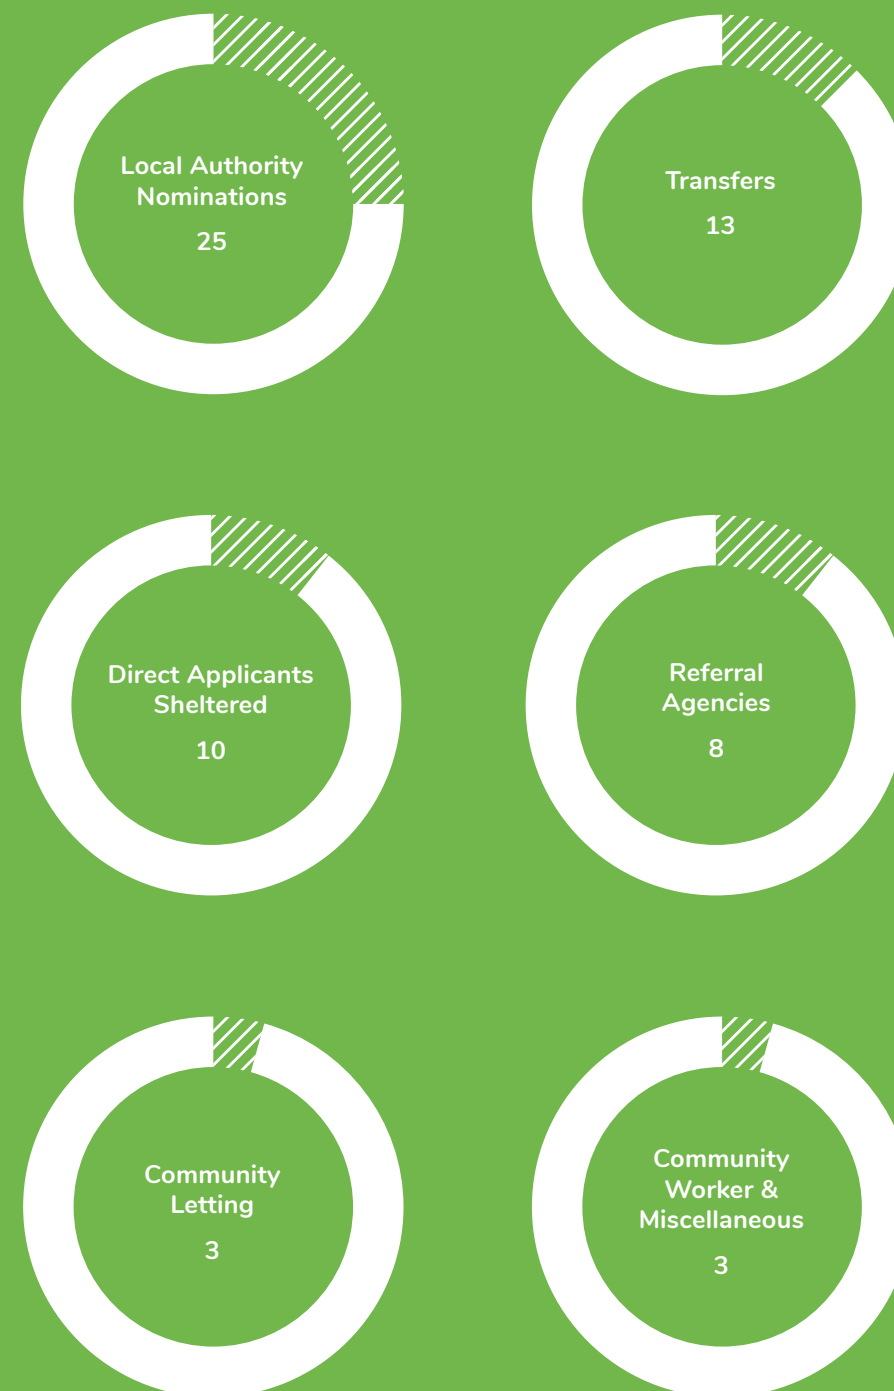 Local Authority
Nominations
25
Transfers
13
Direct Applicants
Sheltered
10
Referral
Agencies
8
Community
Letting
3
Community
Worker &
Miscellaneous
3